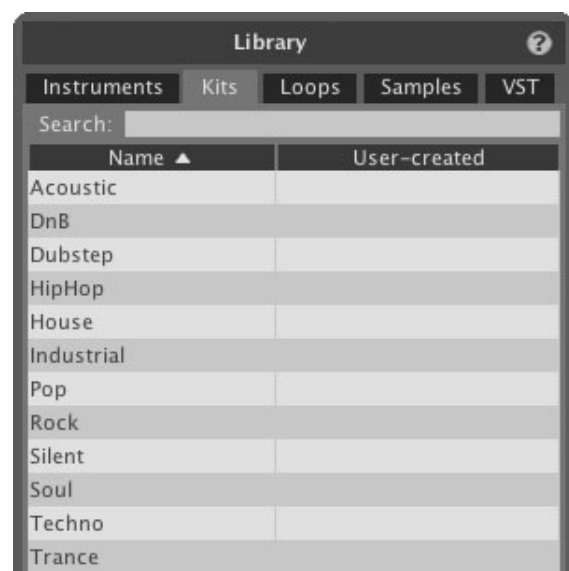 Library ?
Instruments Kits Loops Samples VST
Search:
Name ▲ User-created
Acoustic
DnB
Dubstep
HipHop
House
Industrial
Pop
Rock
Silent
Soul
Techno
Trance